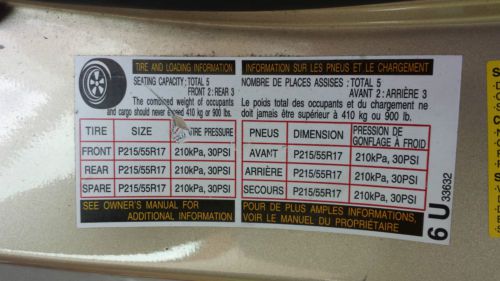 TIRE AND LOADING INFORMATION
SEATING CAPACITY: TOTAL 5
FRONT 2: REAR 3
The combined weight of occupants
and cargo should never exceed 410 kg or 900 lbs.
TIRE SIZE TIRE PRESSURE
FRONT P215/55R17 210kPa, 30PSI
REAR P215/55R17 210kPa, 30PSI
SPARE P215/55R17 210kPa, 30PSI
SEE OWNER'S MANUAL FOR
ADDITIONAL INFORMATION
INFORMATION SUR LES PNEUS ET LE CHARGEMENT
NOMBRE DE PLACES ASSISES: TOTAL 5
AVANT 2: ARRIÈRE 3
Le poids total des occupants et du chargement ne
doit jamais être supérieur à 410 kg ou 900 lb.
PNEUS DIMENSION PRESSION DE
GONFLAGE À FROID
AVANT P215/55R17 210kPa, 30PSI
ARRIÈRE P215/55R17 210kPa, 30PSI
SECOURS P215/55R17 210kPa, 30PSI
POUR DE PLUS AMPLES INFORMATIONS,
VOIR LE MANUEL DU PROPRIÉTAIRE
6 U 33632